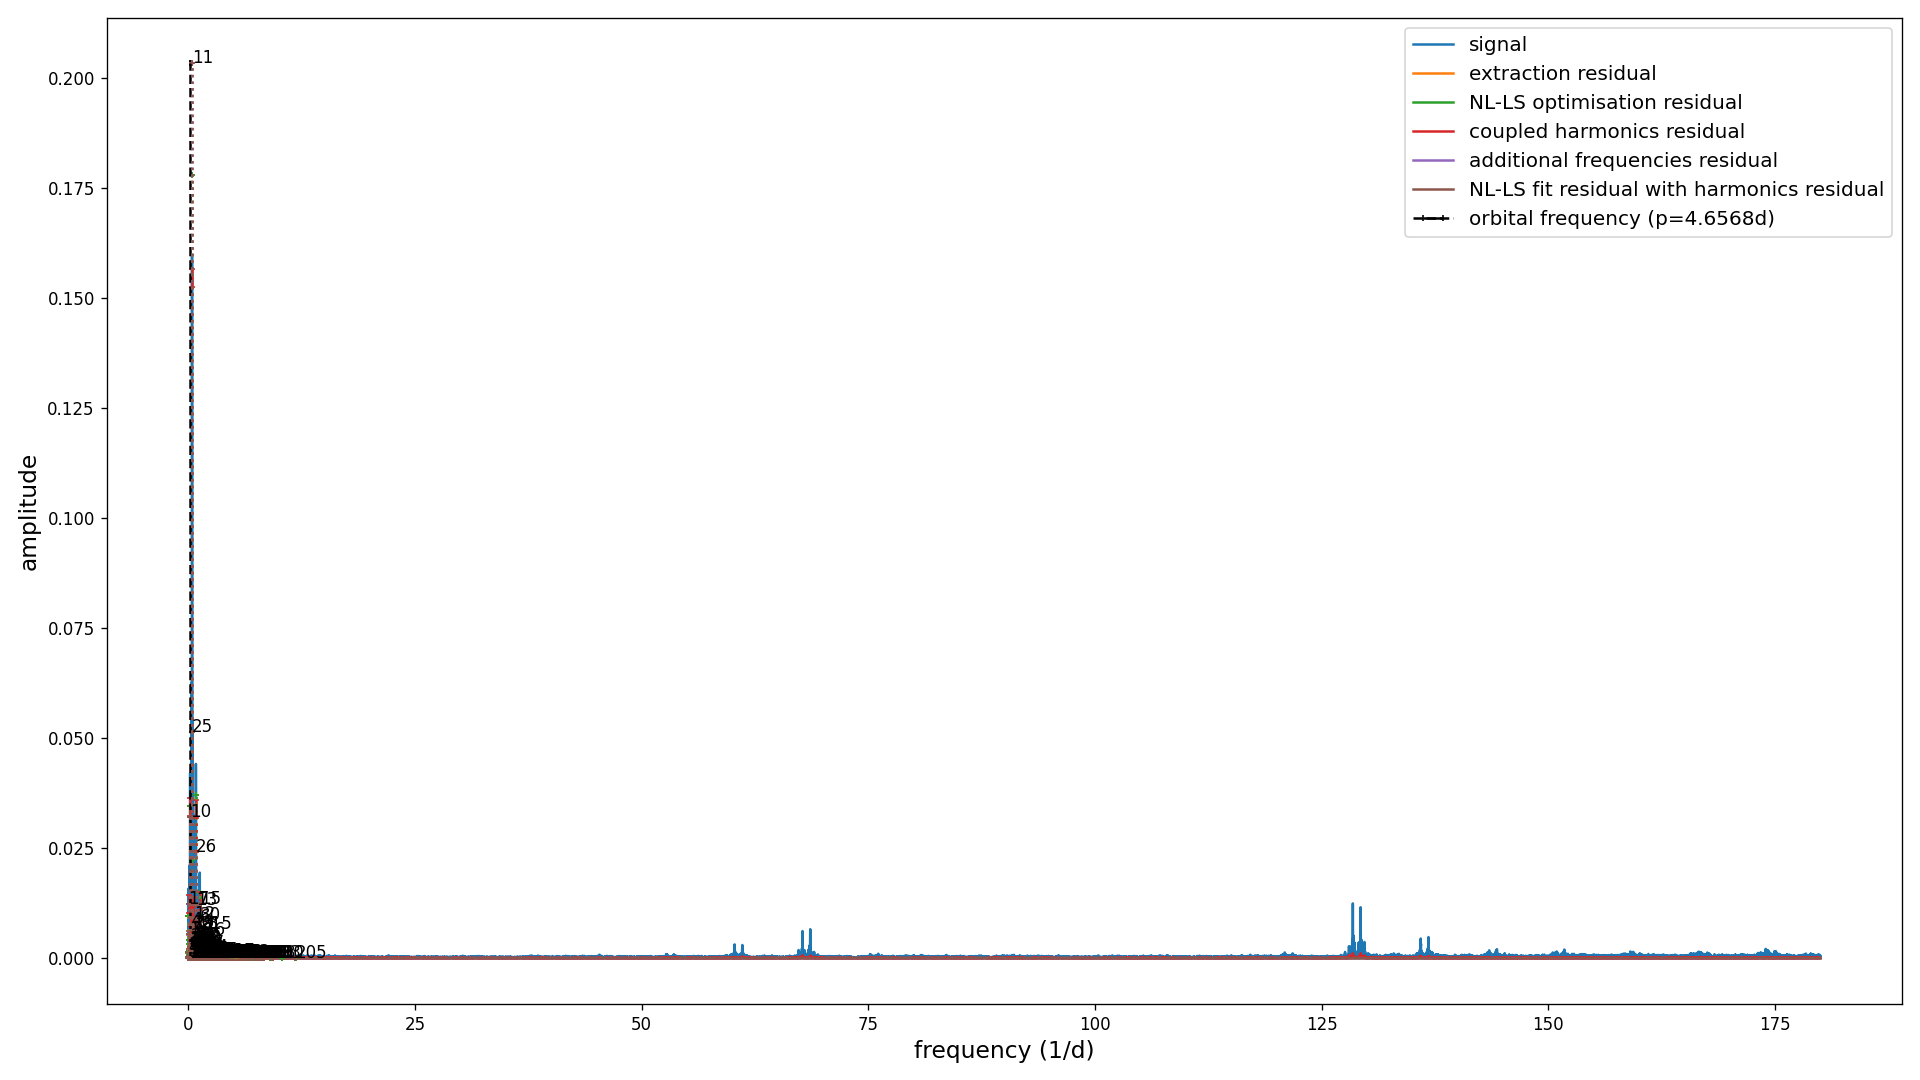 signal
extraction residual
NL-LS optimisation residual
coupled harmonics residual
additional frequencies residual
NL-LS fit residual with harmonics residual
orbital frequency (p=4.6568d)
amplitude
0.200
0.175
0.150
0.125
0.100
0.075
0.050
0.025
0.000
11
25
10
26
205
0
25
50
75
100
125
150
175
frequency (1/d)